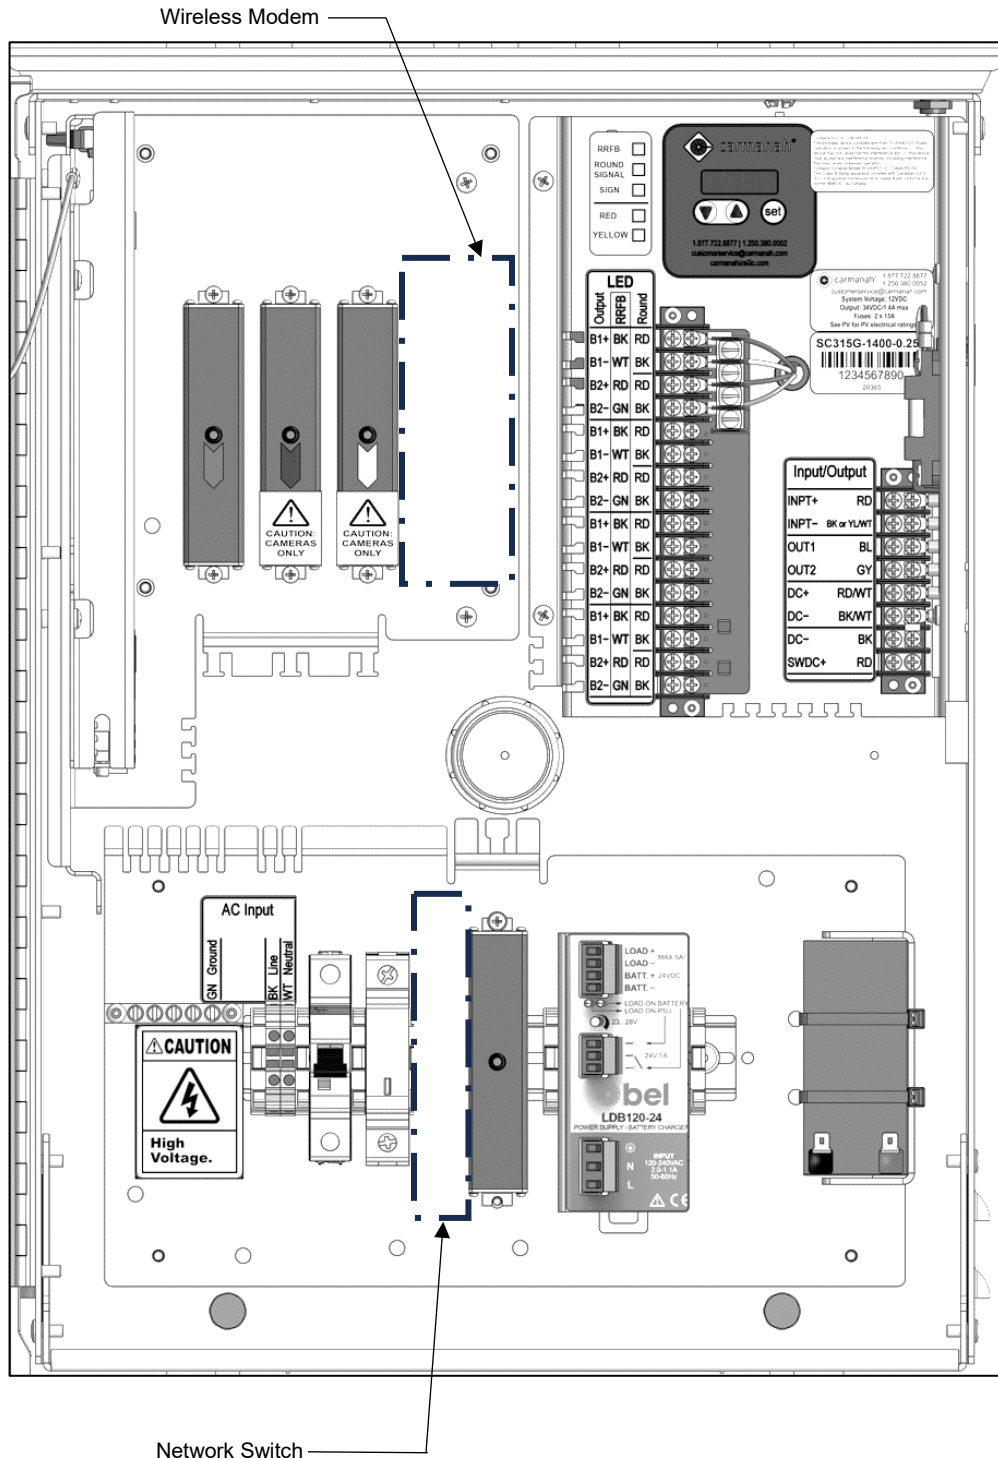 Wireless Modem
RRFB
ROUND
SIGNAL
SIGN
RED
YELLOW
carmanah®
set
1.877.722.8877 | 1.250.380.0052
customerservice@carmanah.com
carmanahtraffic.com
carmanah® 1 877 722 8877
1 250 380 0052
customerservice@carmanah com
System Voltage: 12VDC
Output: 34VDC/1 4A max
Fuses: 2 x 15A
See PV for PV electrical ratings
SC315G-1400-0.25
1234567890
20365
LED
Output RRFB Round
B1+ BK RD
B1− WT BK
B2+ RD RD
B2− GN BK
B1+ BK RD
B1− WT BK
B2+ RD RD
B2− GN BK
B1+ BK RD
B1− WT BK
B2+ RD RD
B2− GN BK
B1+ BK RD
B1− WT BK
B2+ RD RD
B2− GN BK
Input/Output
INPT+ RD
INPT− BK or YL/WT
OUT1 BL
OUT2 GY
DC+ RD/WT
DC− BK/WT
DC− BK
SWDC+ RD
CAUTION:
CAMERAS
ONLY
CAUTION:
CAMERAS
ONLY
AC Input
GN Ground
BK Line
WT Neutral
CAUTION
High
Voltage.
LOAD +
LOAD − MAX 5A
BATT. + 24VDC
BATT. −
LOAD ON BATTERY
LOAD ON PSU
23.. 28V
24V/1A
bel
LDB120-24
POWER SUPPLY / BATTERY CHARGER
INPUT
120-240VAC
2.0-1.1A
50-60Hz
N
L
CE
Network Switch